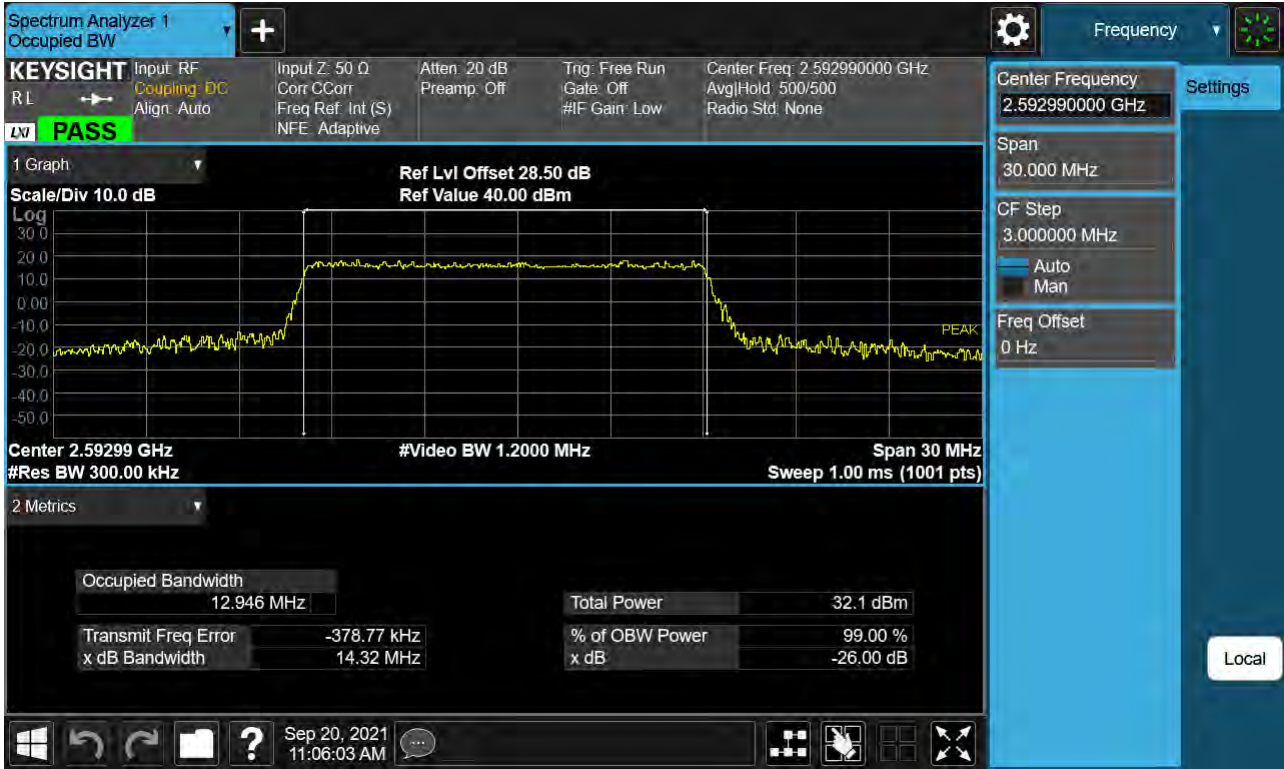 Spectrum Analyzer 1
Occupied BW
Frequency
KEYSIGHT
RL
LXI
PASS
Input: RF
Coupling: DC
Align: Auto
Input Z: 50 Ω
Corr CCorr
Freq Ref: Int (S)
NFE: Adaptive
Atten: 20 dB
Preamp: Off
Trig: Free Run
Gate: Off
#IF Gain: Low
Center Freq: 2.592990000 GHz
Avg|Hold: 500/500
Radio Std: None
1 Graph
Scale/Div 10.0 dB
Ref Lvl Offset 28.50 dB
Ref Value 40.00 dBm
Log
30.0
20.0
10.0
0.00
-10.0
-20.0
-30.0
-40.0
-50.0
PEAK
Center 2.59299 GHz
#Video BW 1.2000 MHz
Span 30 MHz
#Res BW 300.00 kHz
Sweep 1.00 ms (1001 pts)
2 Metrics
Occupied Bandwidth
12.946 MHz
Total Power 32.1 dBm
Transmit Freq Error -378.77 kHz
% of OBW Power 99.00 %
x dB Bandwidth 14.32 MHz
x dB -26.00 dB
?
Sep 20, 2021
11:06:03 AM
Center Frequency
2.592990000 GHz
Settings
Span
30.000 MHz
CF Step
3.000000 MHz
Auto
Man
Freq Offset
0 Hz
Local